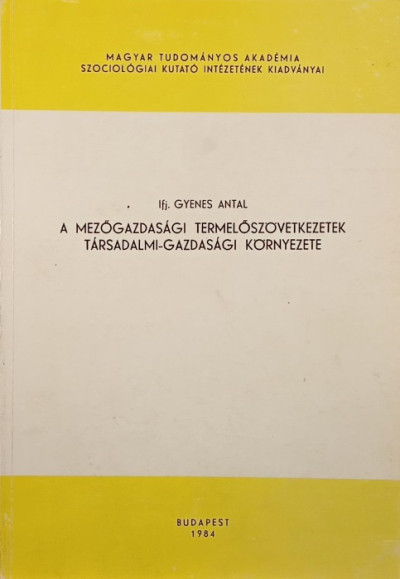 MAGYAR TUDOMÁNYOS AKADÉMIA
SZOCIOLÓGIAI KUTATÓ INTÉZETÉNEK KIADVÁNYAI
Ifj. GYENES ANTAL
A MEZŐGAZDASÁGI TERMELŐSZÖVETKEZETEK
TÁRSADALMI-GAZDASÁGI KÖRNYEZETE
BUDAPEST
1984